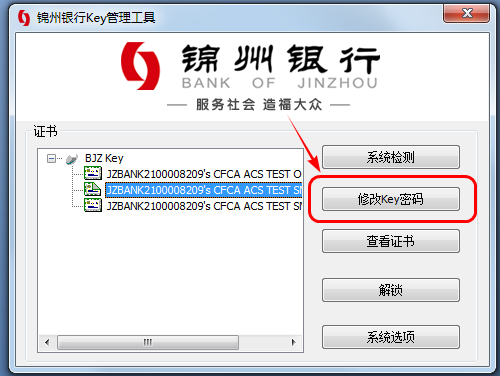 锦州银行Key管理工具
锦州银行
BANK OF JINZHOU
服务社会 造福大众
证书
BJZ Key
JZBANK2100008209's CFCA ACS TEST O
JZBANK2100008209's CFCA ACS TEST SM
JZBANK2100008209's CFCA ACS TEST SM
系统检测
修改Key密码
查看证书
解锁
系统选项